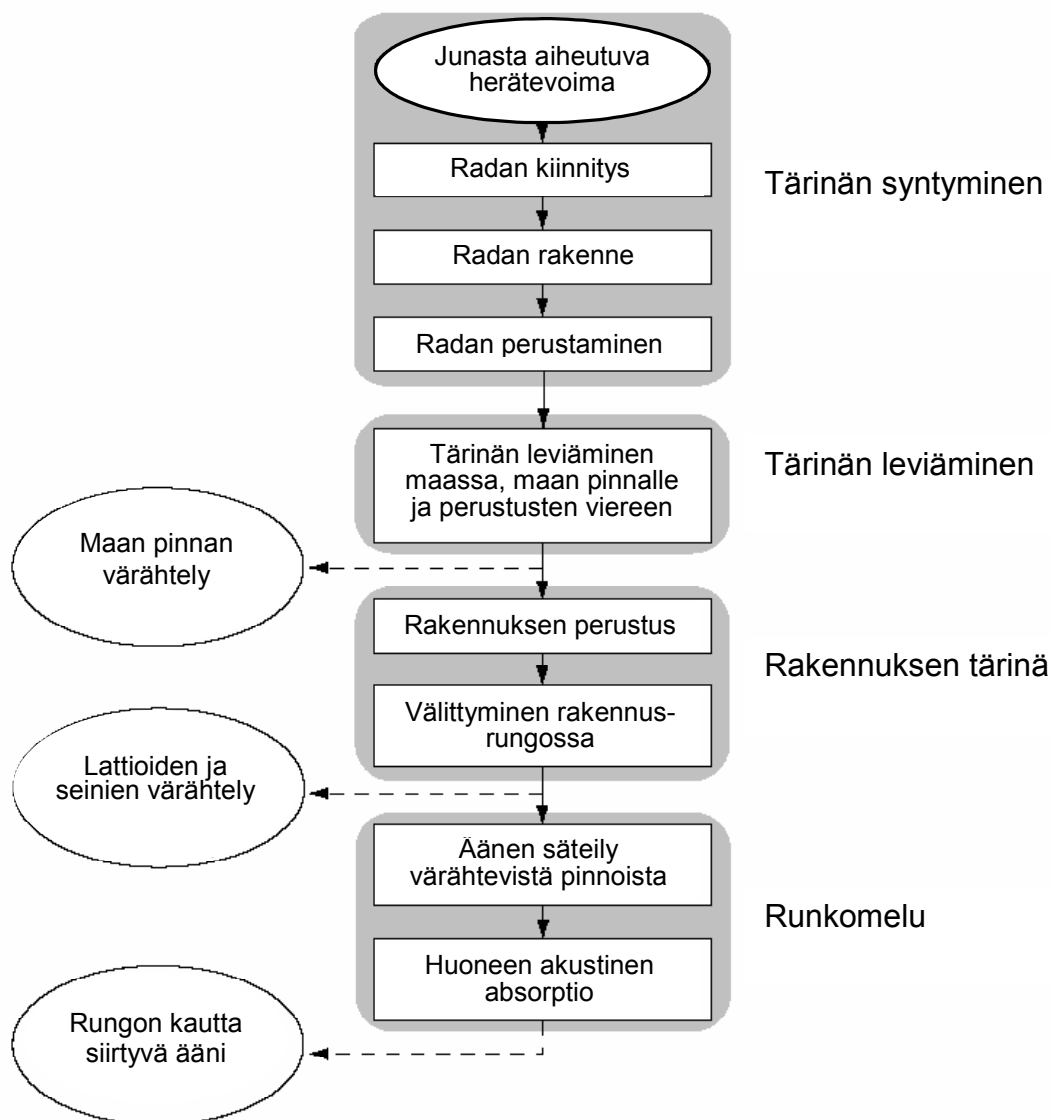 Junasta aiheutuva
herätevoima
Radan kiinnitys
Tärinän syntyminen
Radan rakenne
Radan perustaminen
Tärinän leviäminen
maassa, maan pinnalle
ja perustusten viereen
Tärinän leviäminen
Maan pinnan
värähtely
Rakennuksen perustus
Rakennuksen tärinä
Välittyminen rakennus-
rungossa
Lattioiden ja
seinien värähtely
Äänen säteily
värähtevistä pinnoista
Runkomelu
Huoneen akustinen
absorptio
Rungon kautta
siirtyvä ääni